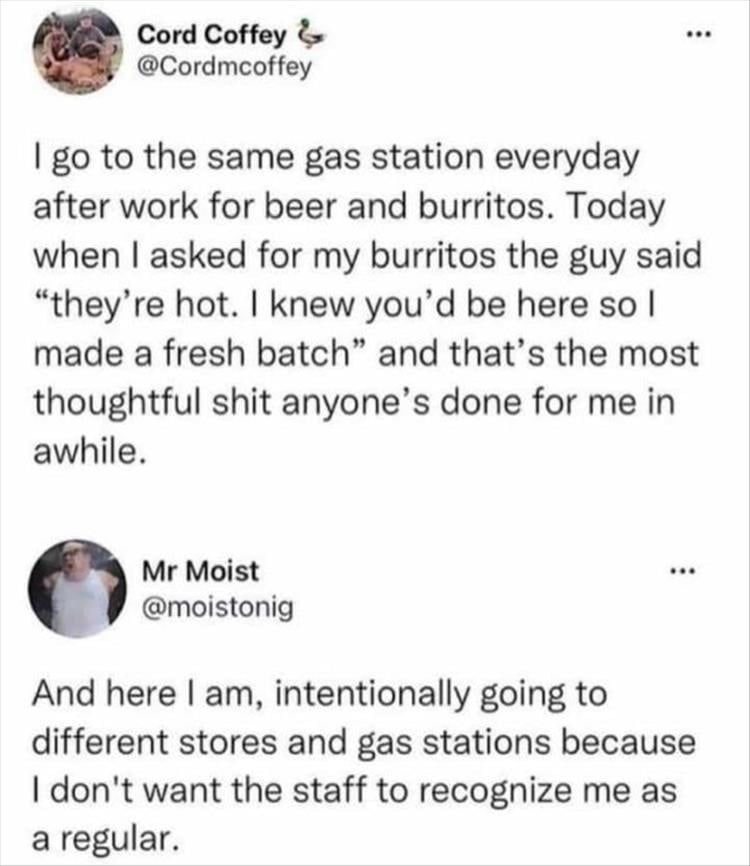 Cord Coffey 🦆
@Cordmcoffey
I go to the same gas station everyday
after work for beer and burritos. Today
when I asked for my burritos the guy said
“they’re hot. I knew you’d be here so I
made a fresh batch” and that’s the most
thoughtful shit anyone’s done for me in
awhile.
Mr Moist
@moistonig
And here I am, intentionally going to
different stores and gas stations because
I don't want the staff to recognize me as
a regular.